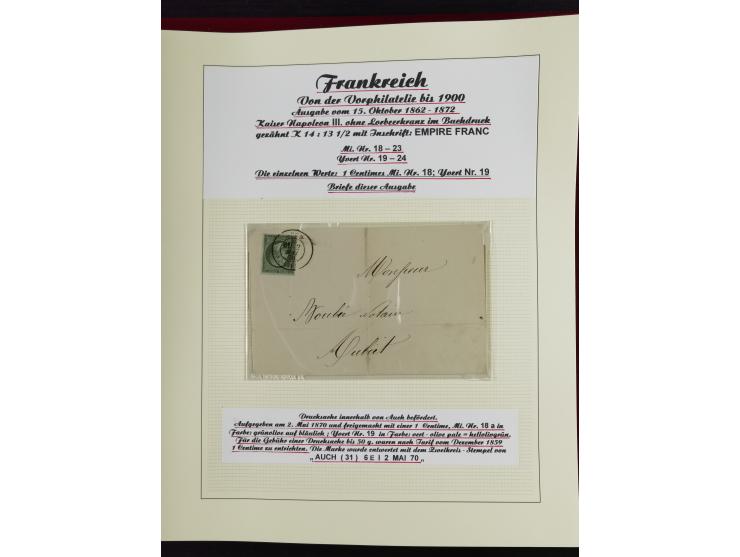 Frankreich
Von der Vorphilatelie bis 1900
Ausgabe vom 15. Oktober 1862 - 1872
Kaiser Napoleon III. ohne Lorbeerkranz im Buchdruck
gezähnt K 14 : 13 1/2 mit Inschrift: EMPIRE FRANC
Mi. Nr. 18 – 23
Yvert Nr. 19 – 24
Die einzelnen Werte: 1 Centimes Mi. Nr. 18; Yvert Nr. 19
Briefe dieser Ausgabe
Monsieur
notaire
Drucksache innerhalb von Auch befördert.
Aufgegeben am 2. Mai 1870 und freigemacht mit einer 1 Centime, Mi. Nr. 18 a in
Farbe: grünoliv auf bläulich ; Yvert Nr. 19 in Farbe: vert - olive pale = helloliogrün.
Für die Gebühr einer Drucksache bis 50 g. waren nach Tarif vom Dezember 1859
1 Centime zu entrichten. Die Marke wurde entwertet mit dem Zweikreis - Stempel von
„ AUCH ( 31 ) 6 E I 2 MAI 70 „